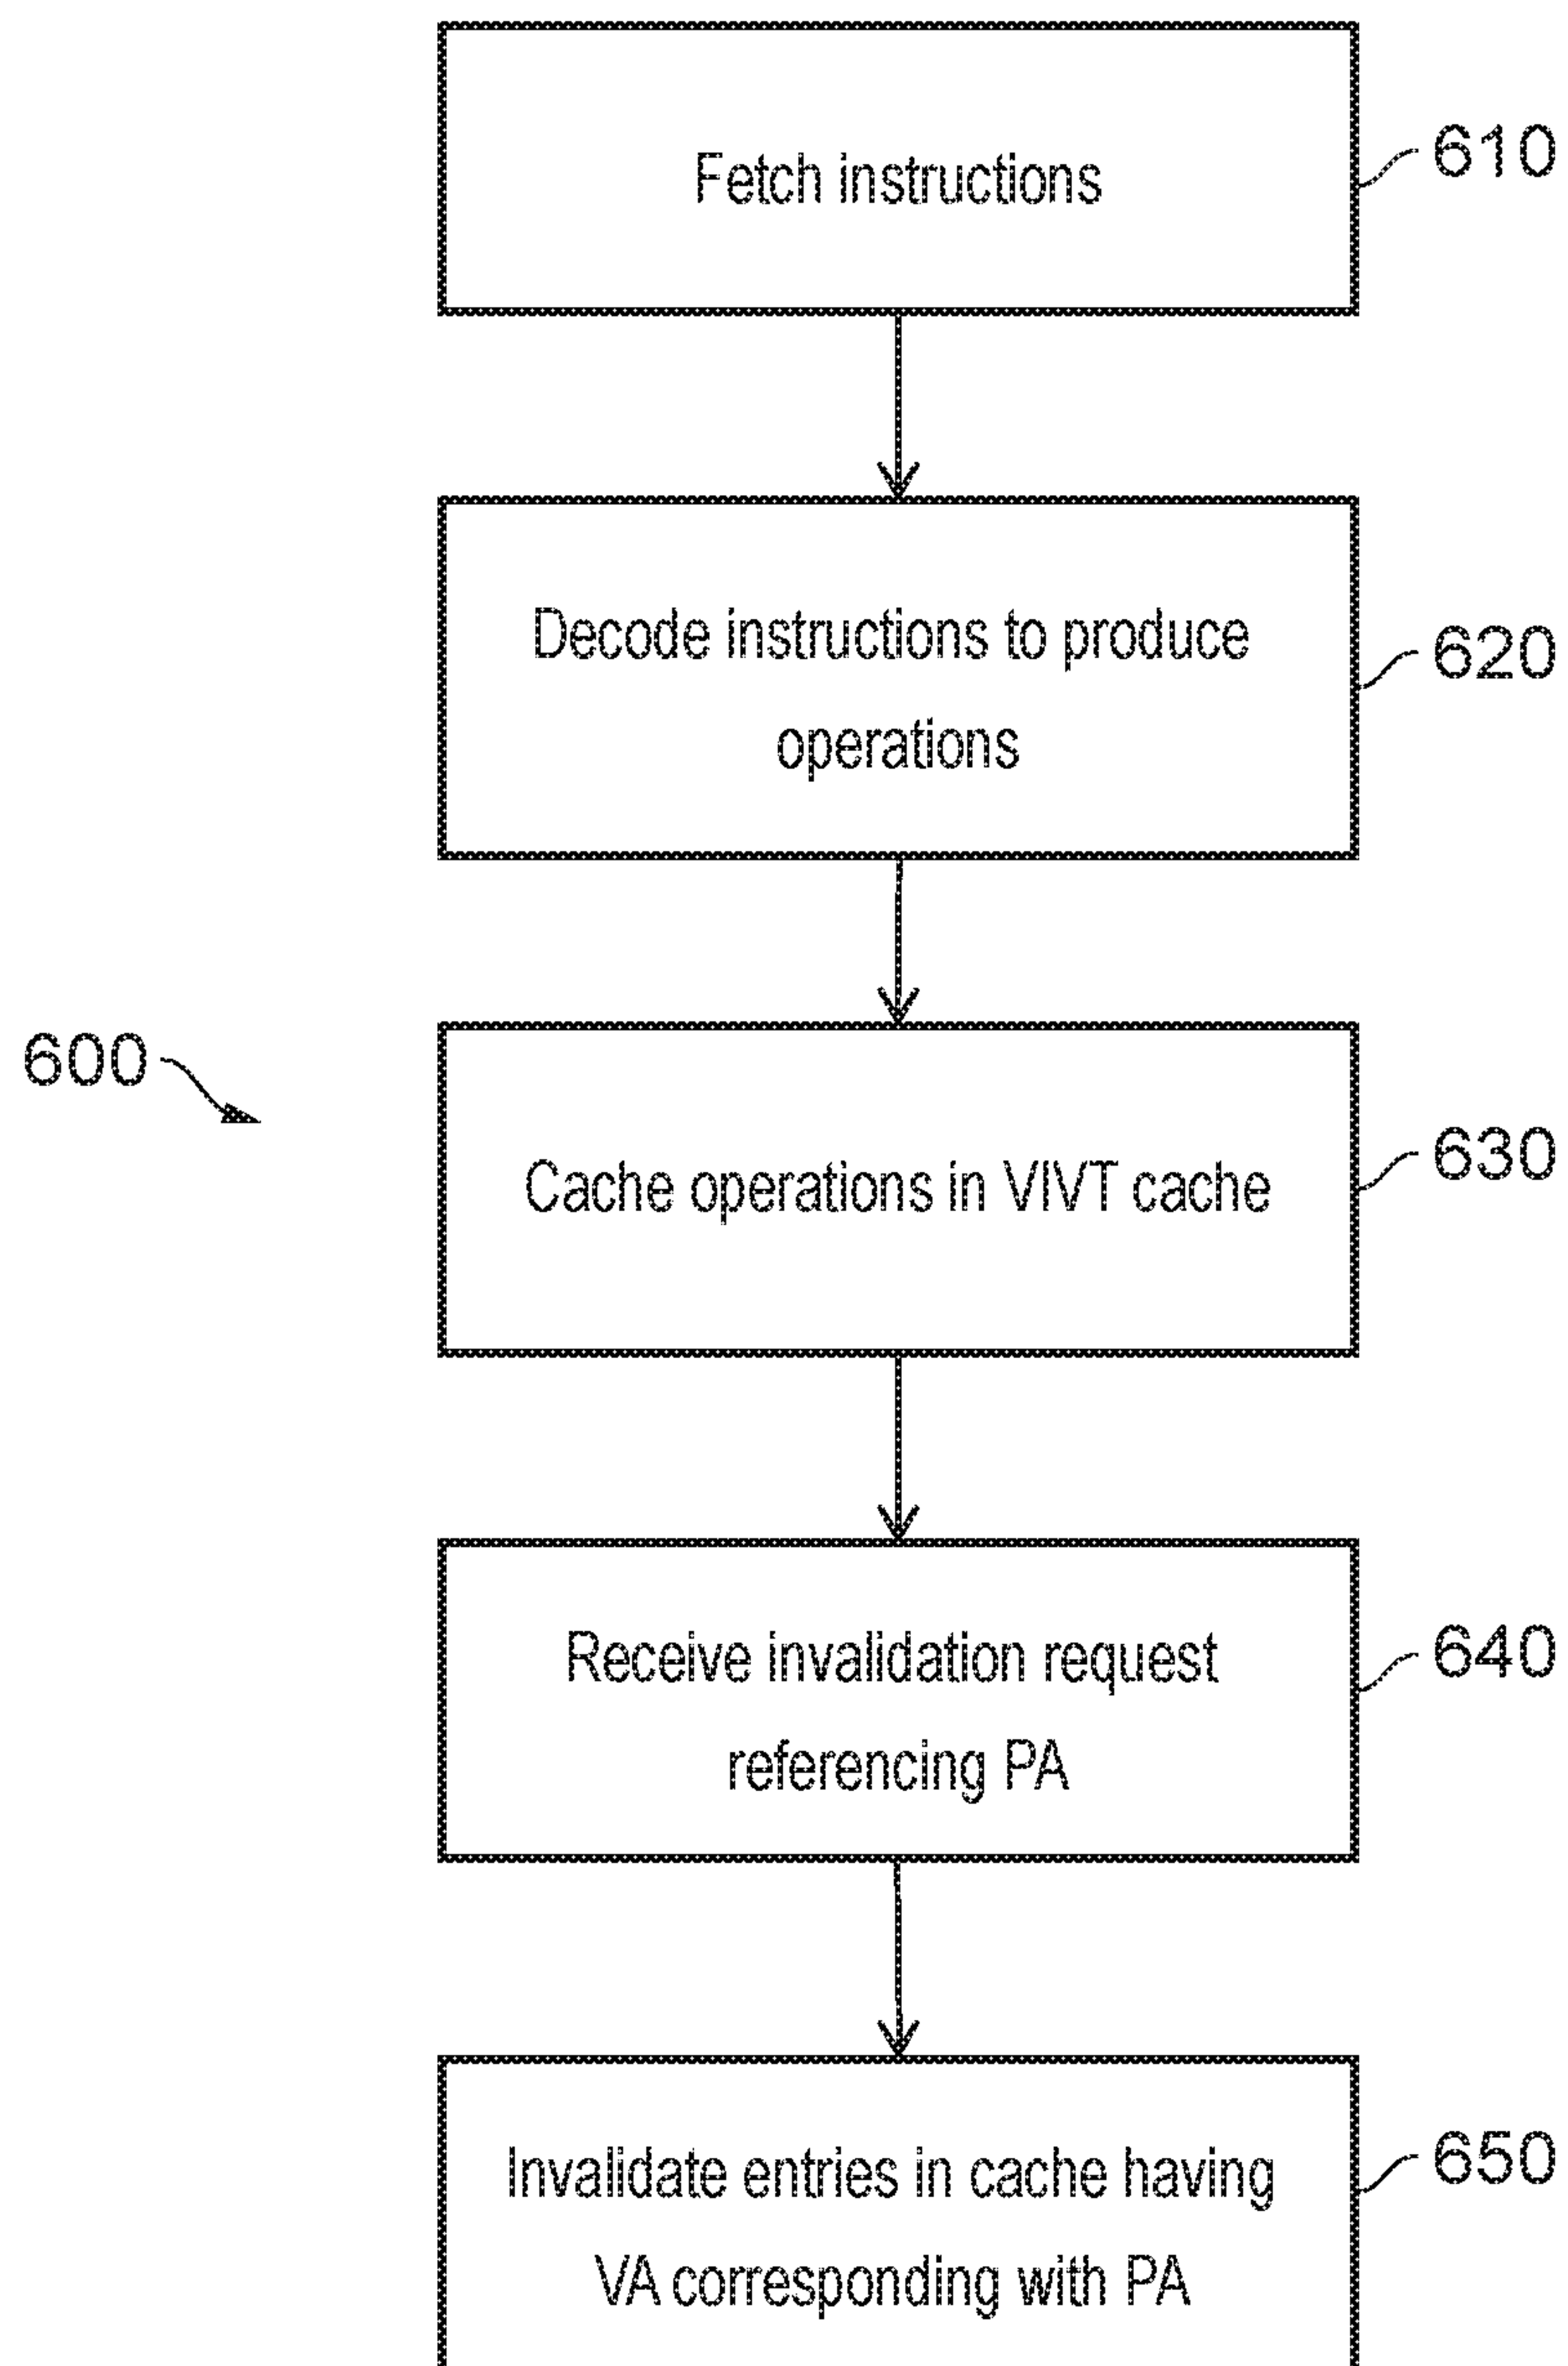 Fetch instructions
610
Decode instructions to produce
operations
620
600
Cache operations in VIVT cache
630
Receive invalidation request
referencing PA
640
Invalidate entries in cache having
VA corresponding with PA
650